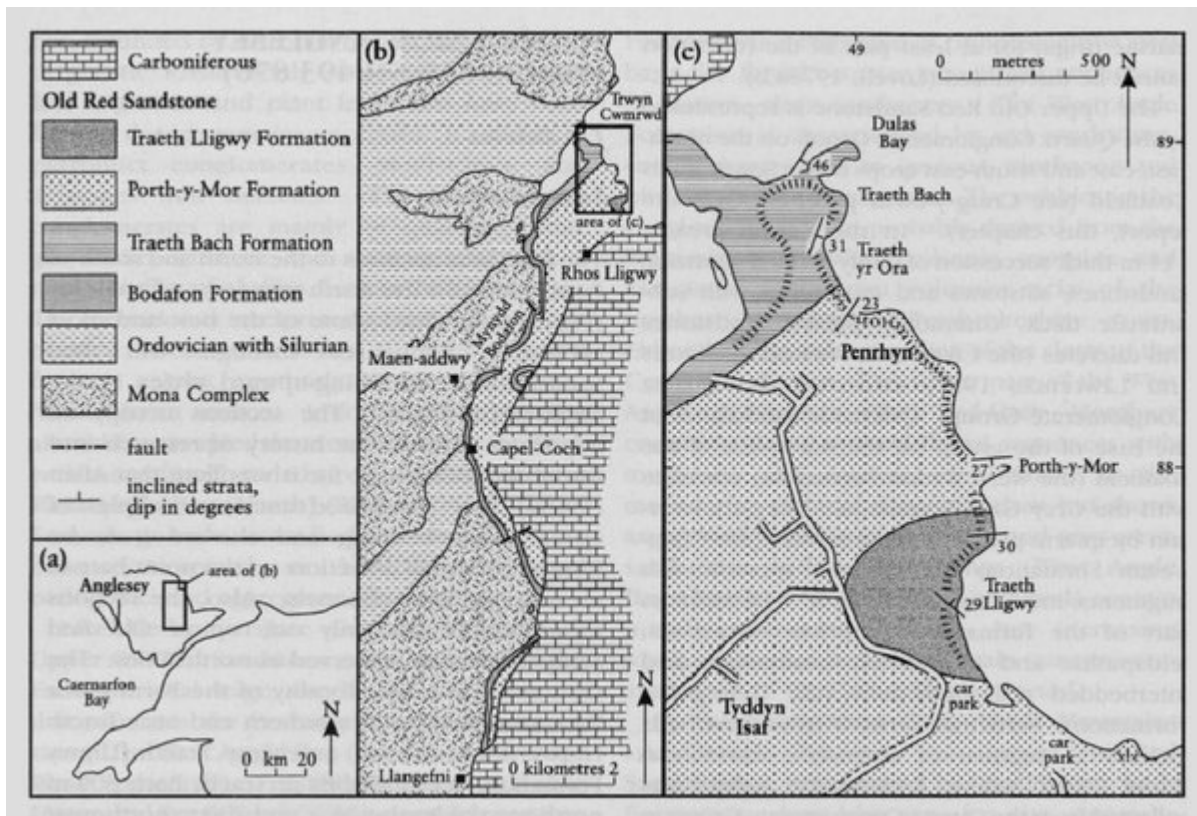 Carboniferous
Old Red Sandstone
Traeth Lligwy Formation
Porth-y-Mor Formation
Traeth Bach Formation
Bodafon Formation
Ordovician with Silurian
Mona Complex
fault
inclined strata,
dip in degrees
(a)
Anglesey
area of (b)
Caernarfon
Bay
N
0 km 20
(b)
Trwyn
Cwmrwd
area of (c)
Rhos Lligwy
Mynydd
Bodafon
Maen-addwy
Capel-Coch
N
Llangefni
0 kilometres 2
(c)
49
0 metres 500
N
Dulas
Bay
89
46
Traeth Bach
31
Traeth
yr Ora
23
Penrhyn
27
Porth-y-Mor
88
30
Traeth
29 Lligwy
car
park
Tyddyn
Isaf
car
park